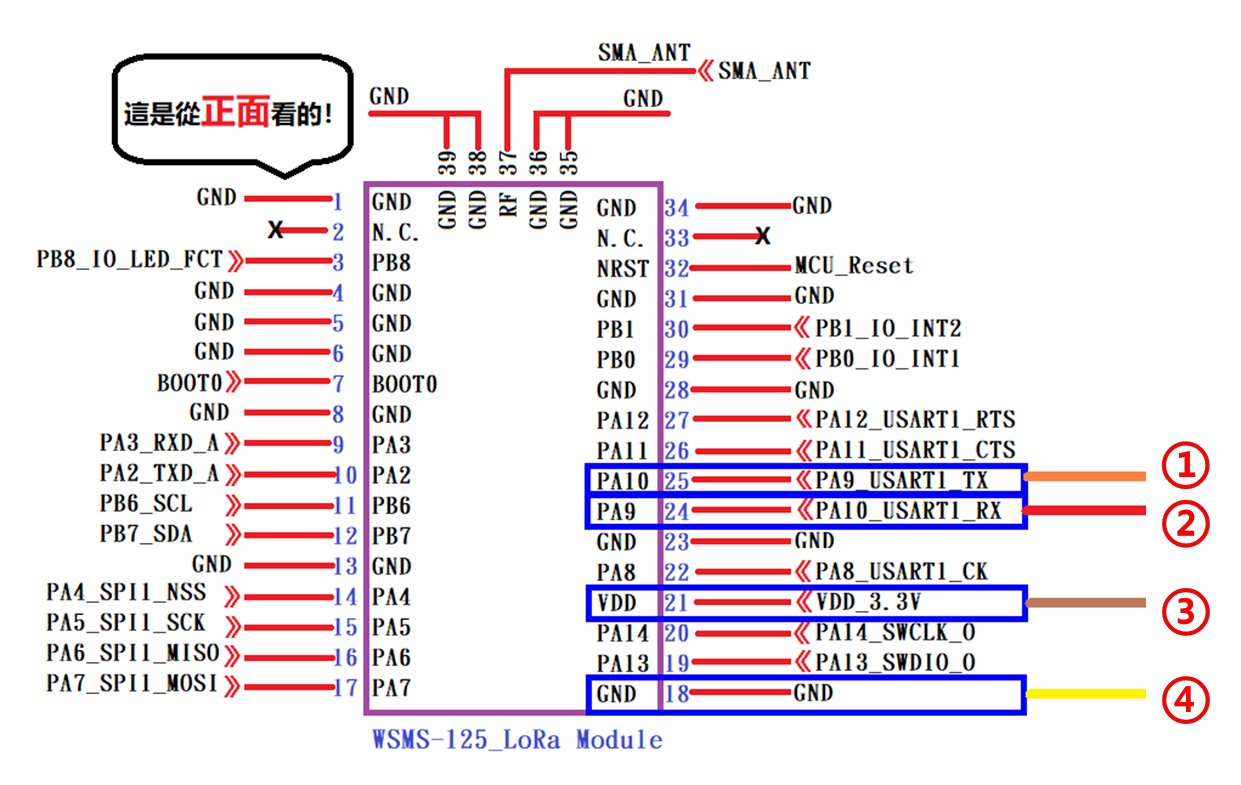 SMA_ANT
SMA_ANT
這是從正面看的!
GND
GND
39 38 37 36 35
GND GND RF GND GND
GND 1 GND
X 2 N.C.
PB8_IO_LED_FCT 3 PB8
GND 4 GND
GND 5 GND
GND 6 GND
BOOT0 7 BOOT0
GND 8 GND
PA3_RXD_A 9 PA3
PA2_TXD_A 10 PA2
PB6_SCL 11 PB6
PB7_SDA 12 PB7
GND 13 GND
PA4_SPI1_NSS 14 PA4
PA5_SPI1_SCK 15 PA5
PA6_SPI1_MISO 16 PA6
PA7_SPI1_MOSI 17 PA7
GND 34 GND
N.C. 33 X
NRST 32 MCU_Reset
GND 31 GND
PB1 30 PB1_IO_INT2
PB0 29 PB0_IO_INT1
GND 28 GND
PA12 27 PA12_USART1_RTS
PA11 26 PA11_USART1_CTS
PA10 25 PA9_USART1_TX ①
PA9 24 PA10_USART1_RX ②
GND 23 GND
PA8 22 PA8_USART1_CK
VDD 21 VDD_3.3V ③
PA14 20 PA14_SWCLK_O
PA13 19 PA13_SWDIO_O
GND 18 GND ④
WSMS-125_LoRa Module